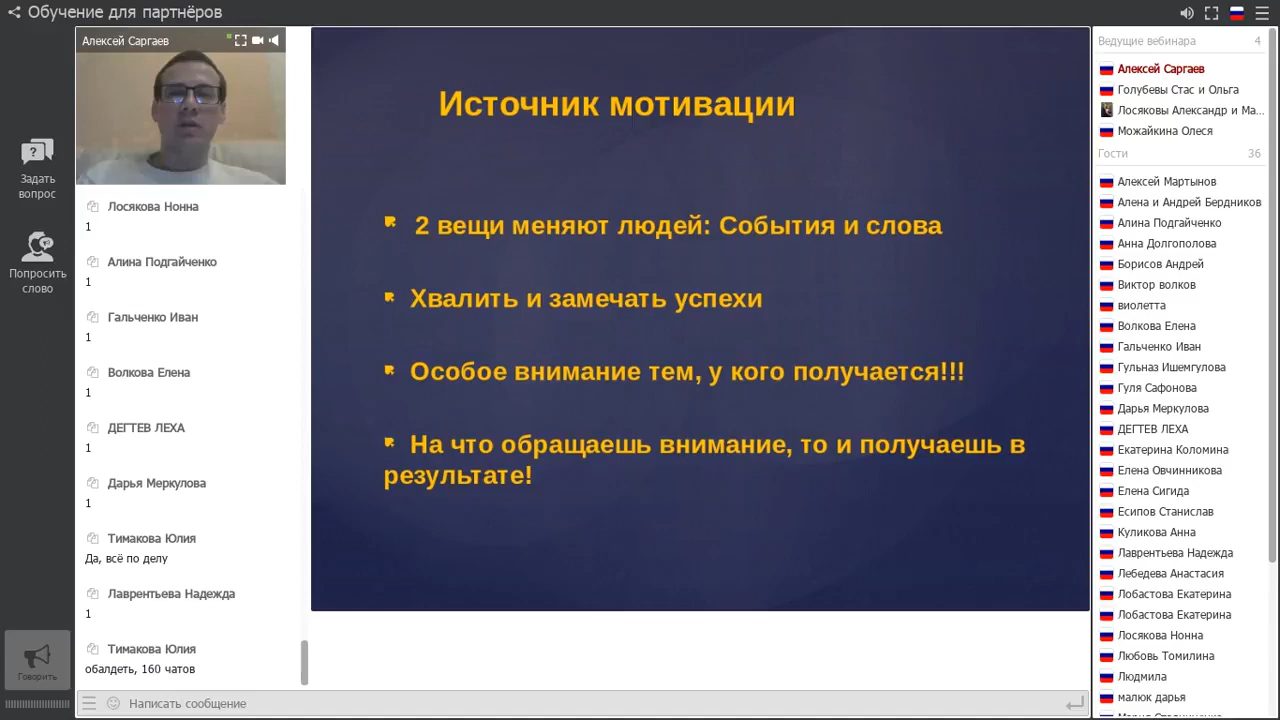 Обучение для партнёров
Алексей Саргаев
Задать
вопрос
Попросить
слово
Говорить
Лосякова Нонна
1
Алина Подгайченко
1
Гальченко Иван
1
Волкова Елена
1
ДЕГТЕВ ЛЕХА
1
Дарья Меркулова
1
Тимакова Юлия
Да, всё по делу
Лаврентьева Надежда
1
Тимакова Юлия
обалдеть, 160 чатов
Написать сообщение
Источник мотивации
2 вещи меняют людей: События и слова
Хвалить и замечать успехи
Особое внимание тем, у кого получается!!!
На что обращаешь внимание, то и получаешь в
результате!
Ведущие вебинара 4
Алексей Саргаев
Голубевы Стас и Ольга
Лосяковы Александр и Ма...
Можайкина Олеся
Гости 36
Алексей Мартынов
Алена и Андрей Бердников
Алина Подгайченко
Анна Долгополова
Борисов Андрей
Виктор волков
виолетта
Волкова Елена
Гальченко Иван
Гульназ Ишемгулова
Гуля Сафонова
Дарья Меркулова
ДЕГТЕВ ЛЕХА
Екатерина Коломина
Елена Овчинникова
Елена Сигида
Есипов Станислав
Куликова Анна
Лаврентьева Надежда
Лебедева Анастасия
Лобастова Екатерина
Лобастова Екатерина
Лосякова Нонна
Любовь Томилина
Людмила
малюк дарья